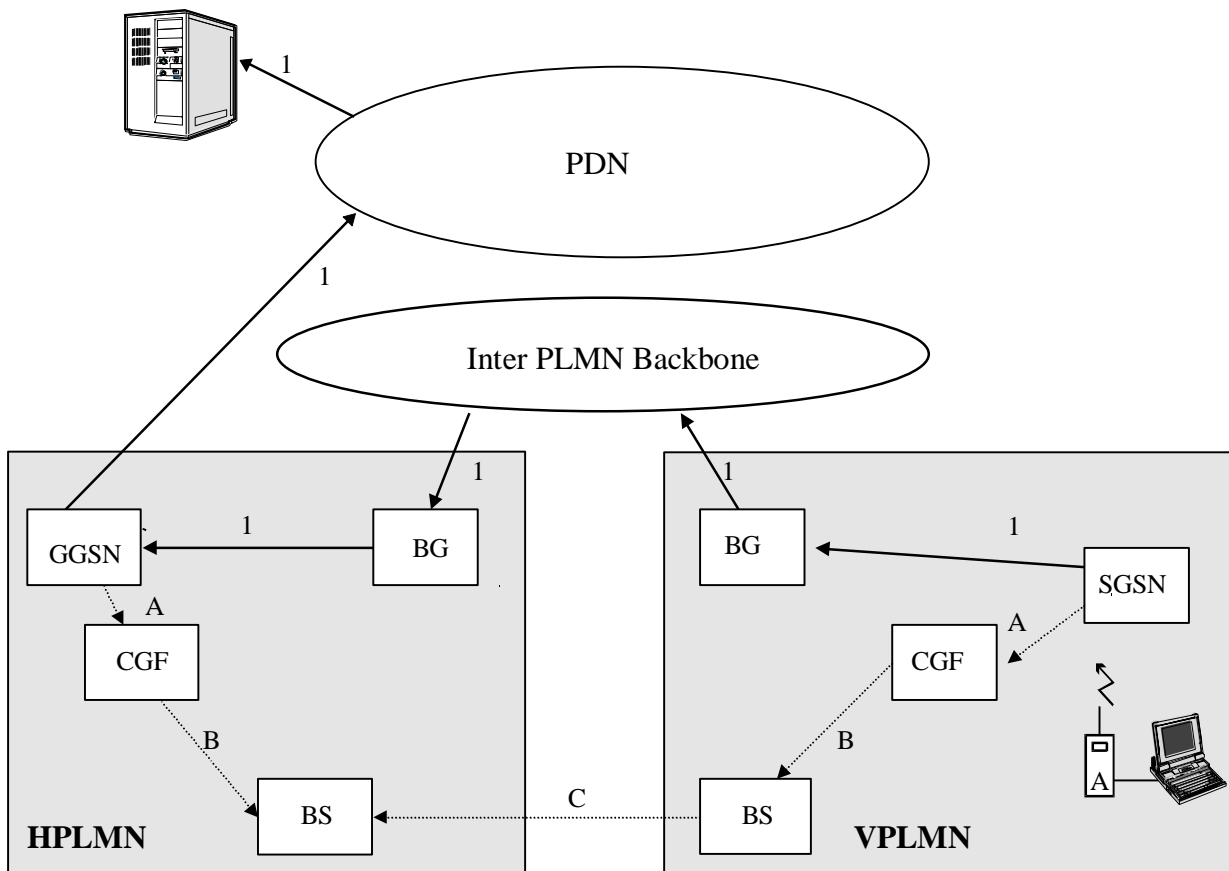 1
PDN
1
Inter PLMN Backbone
1
1
GGSN
1
BG
BG
1
SGSN
A
CGF
A
CGF
B
B
A
BS
C
BS
HPLMN
VPLMN